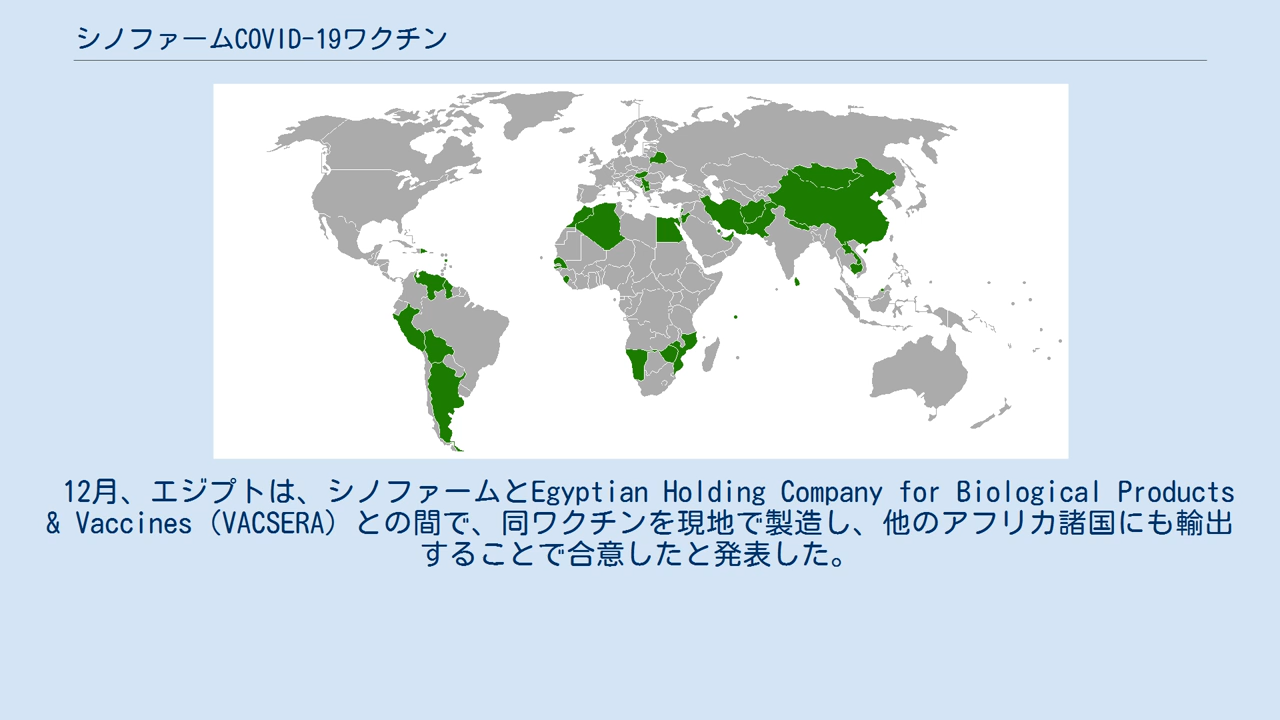 シノファームCOVID-19ワクチン
12月、エジプトは、シノファームとEgyptian Holding Company for Biological Products
& Vaccines (VACSERA) との間で、同ワクチンを現地で製造し、他のアフリカ諸国にも輸出
することで合意したと発表した。